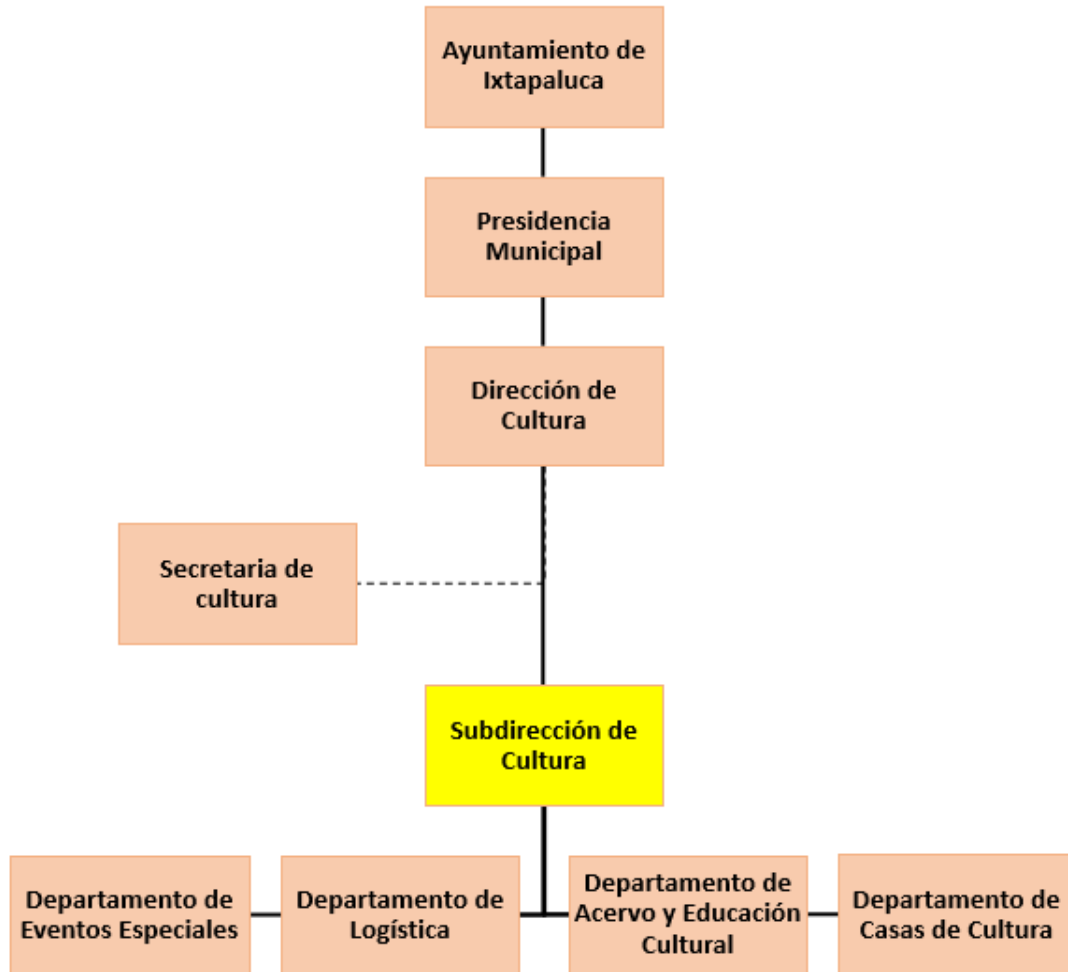 Ayuntamiento de
Ixtapaluca
Presidencia
Municipal
Dirección de
Cultura
Secretaria de
cultura
Subdirección de
Cultura
Departamento de
Eventos Especiales
Departamento de
Logística
Departamento de
Acervo y Educación
Cultural
Departamento de
Casas de Cultura